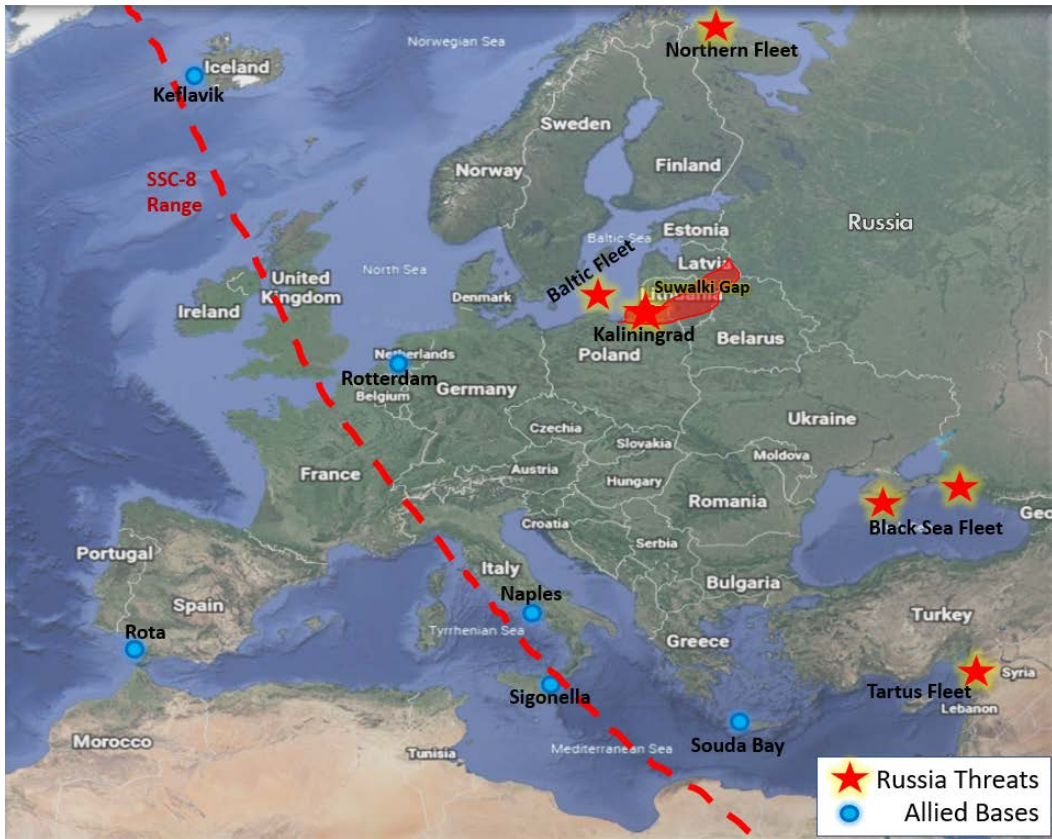 Norwegian Sea
Northern Fleet
Iceland
Keflavik
Sweden
Finland
Norway
SSC-8
Range
Russia
Estonia
Baltic Sea
North Sea
Latvia
Baltic Fleet
United
Kingdom
Ireland
Denmark
Suwalki Gap
Lithuania
Kaliningrad
Belarus
Netherlands
Rotterdam
Poland
Belgium
Germany
Ukraine
Czechia
Slovakia
Moldova
France
Austria
Hungary
Romania
Black Sea Fleet
Geo
Croatia
Serbia
Portugal
Italy
Bulgaria
Spain
Naples
Turkey
Tyrrhenian Sea
Greece
Rota
Syria
Sigonella
Tartus Fleet
Lebanon
Morocco
Tunisia
Mediterranean Sea
Souda Bay
Russia Threats
Allied Bases